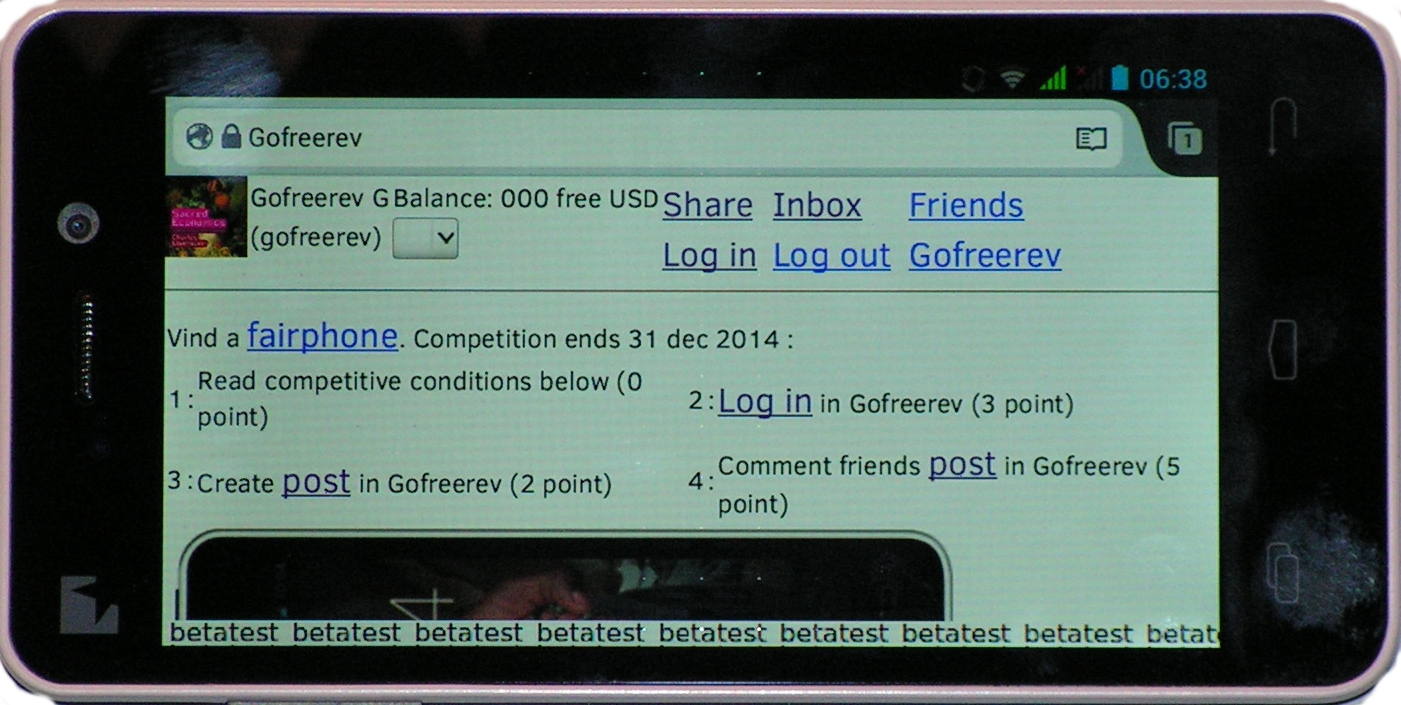 06:38
Gofreerev
1
Gofreerev G Balance: 000 free USD Share Inbox Friends
(gofreerev) Log in Log out Gofreerev
Sacred
Economics
Charles
Eisenstein
Vind a fairphone. Competition ends 31 dec 2014 :
1: Read competitive conditions below (0
point)
2: Log in in Gofreerev (3 point)
3: Create post in Gofreerev (2 point)
4: Comment friends post in Gofreerev (5
point)
betatest betatest betatest betatest betatest betatest betatest betatest betat